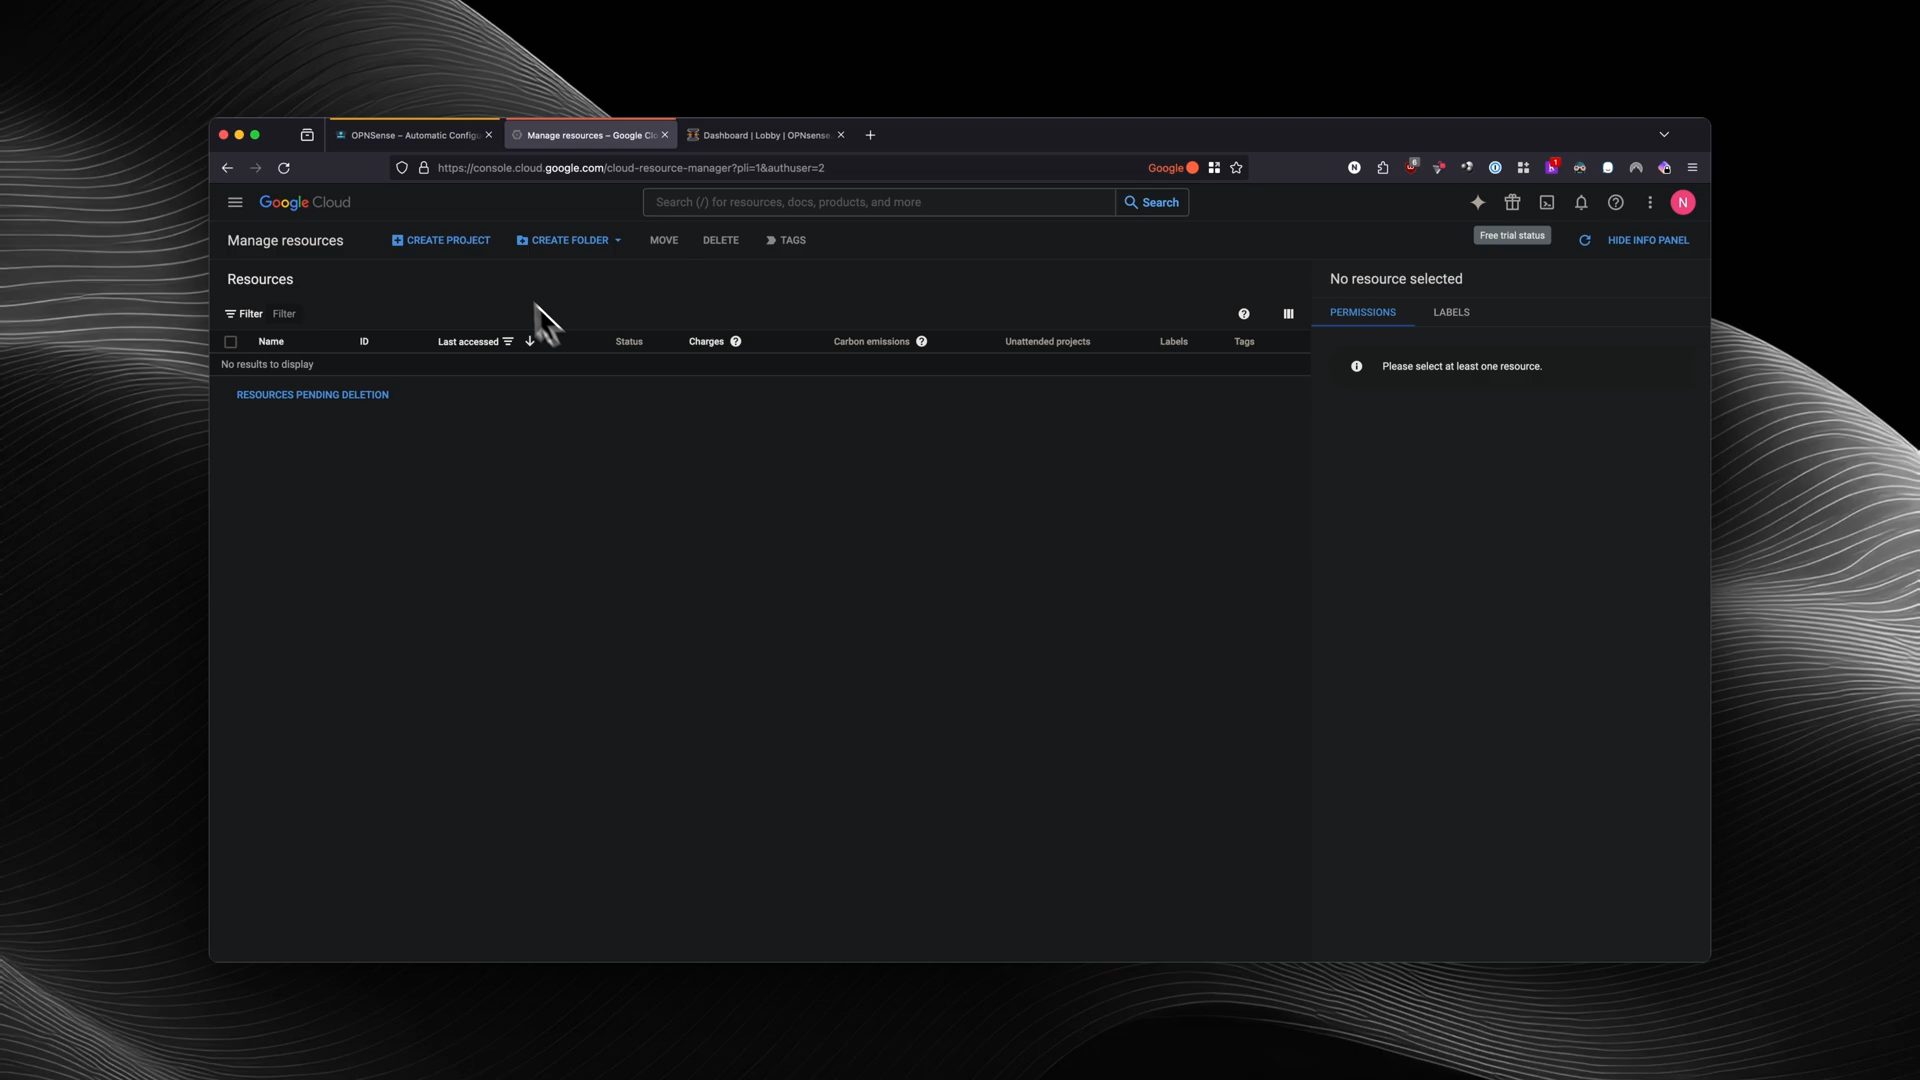 OPNSense – Automatic Configu
Manage resources – Google Clo
Dashboard | Lobby | OPNsense.
https://console.cloud.google.com/cloud-resource-manager?pli=1&authuser=2
Google
6
1
Google Cloud
Search (/) for resources, docs, products, and more
Search
N
Manage resources
CREATE PROJECT
CREATE FOLDER
MOVE
DELETE
TAGS
Free trial status
HIDE INFO PANEL
Resources
No resource selected
Filter Filter
PERMISSIONS
LABELS
Name ID Last accessed Status Charges Carbon emissions Unattended projects Labels Tags
No results to display
Please select at least one resource.
RESOURCES PENDING DELETION